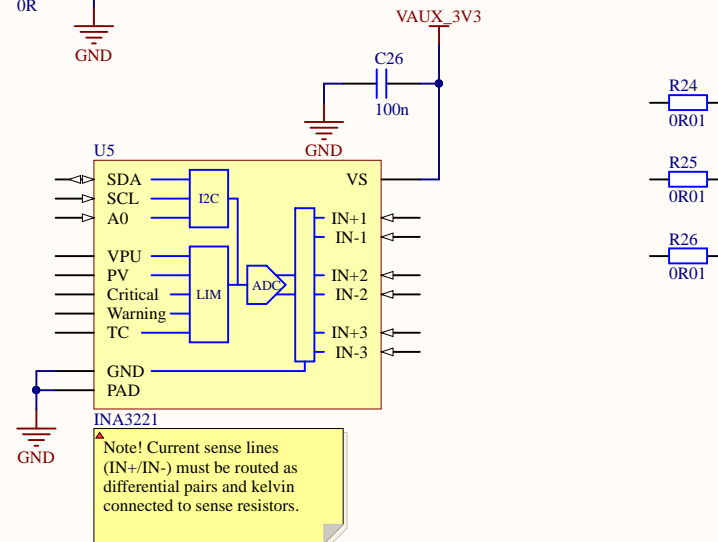 0R
GND
VAUX_3V3
C26
100n
GND
R24
0R01
R25
0R01
R26
0R01
U5
SDA
SCL
A0
I2C
VS
IN+1
IN-1
VPU
PV
Critical
Warning
TC
LIM
ADC
IN+2
IN-2
IN+3
IN-3
GND
PAD
GND
INA3221
Note! Current sense lines
(IN+/IN-) must be routed as
differential pairs and kelvin
connected to sense resistors.